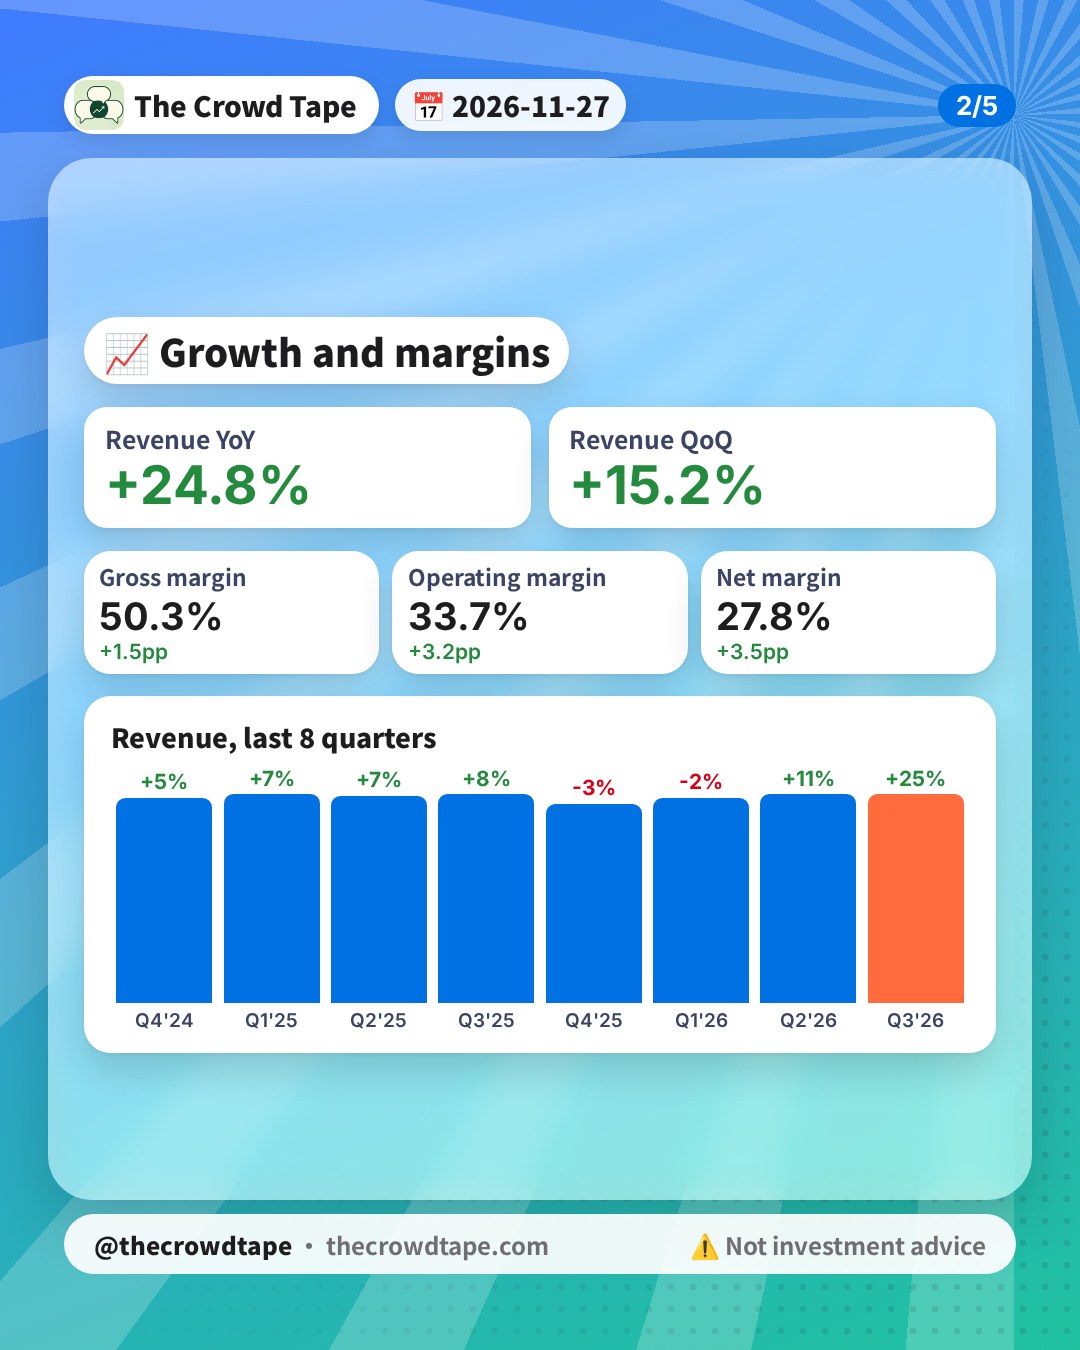 The Crowd Tape
2026-11-27
2/5
Growth and margins
Revenue YoY
+24.8%
Revenue QoQ
+15.2%
Gross margin
50.3%
+1.5pp
Operating margin
33.7%
+3.2pp
Net margin
27.8%
+3.5pp
Revenue, last 8 quarters
+5% +7% +7% +8% -3% -2% +11% +25%
Q4'24 Q1'25 Q2'25 Q3'25 Q4'25 Q1'26 Q2'26 Q3'26
@thecrowdtape • thecrowdtape.com
⚠️ Not investment advice